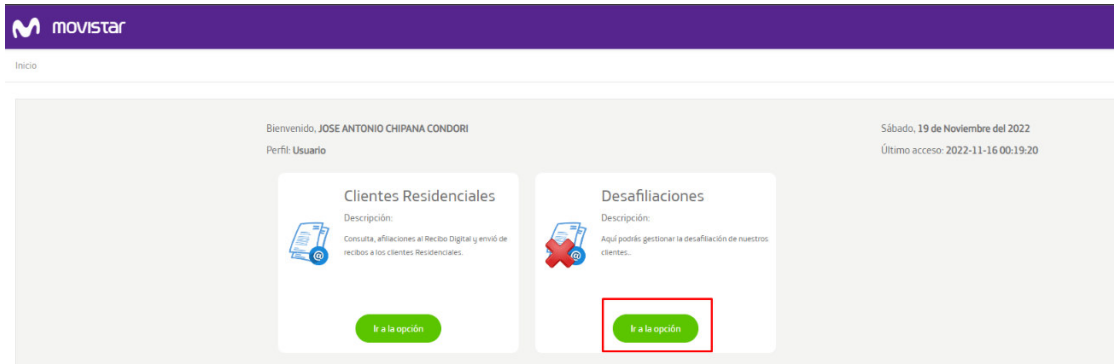 movistar
Inicio
Bienvenido, JOSE ANTONIO CHIPANA CONDORI
Sábado, 19 de Noviembre del 2022
Perfil: Usuario
Último acceso: 2022-11-16 00:19:20
Clientes Residenciales
Descripción:
Consulta, afiliaciones al Recibo Digital y envió de
recibos a los clientes Residenciales.
Ir a la opción
Desafiliaciones
Descripción:
Aquí podrás gestionar la desafiliación de nuestros
clientes..
Ir a la opción